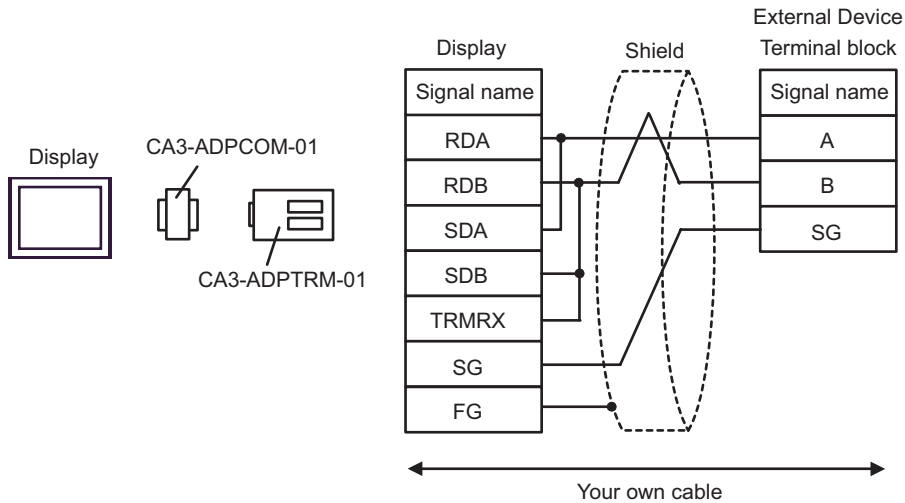 Display
CA3-ADPCOM-01
CA3-ADPTRM-01
Display
Signal name
RDA
RDB
SDA
SDB
TRMRX
SG
FG
Shield
External Device
Terminal block
Signal name
A
B
SG
Your own cable